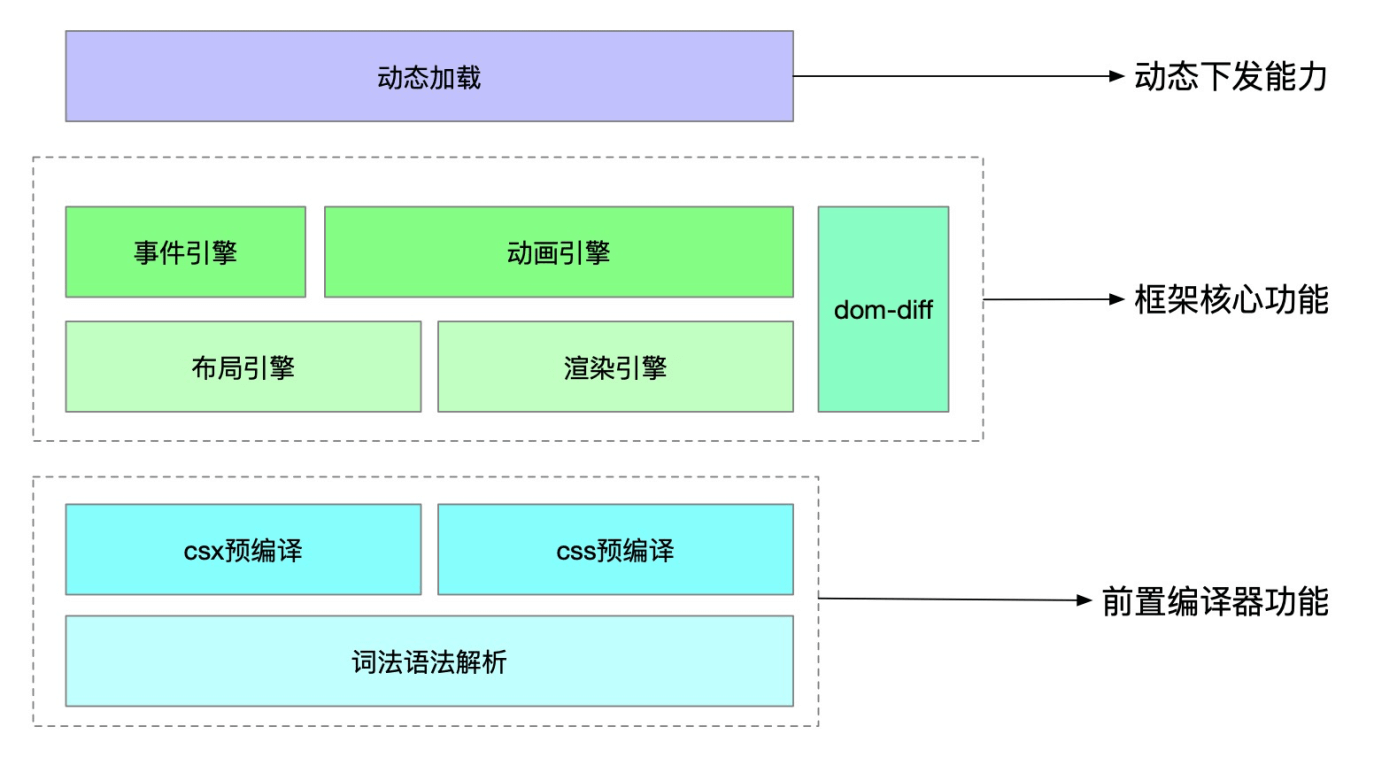 动态加载
动态下发能力
事件引擎
动画引擎
dom-diff
布局引擎
渲染引擎
框架核心功能
csx预编译
css预编译
词法语法解析
前置编译器功能